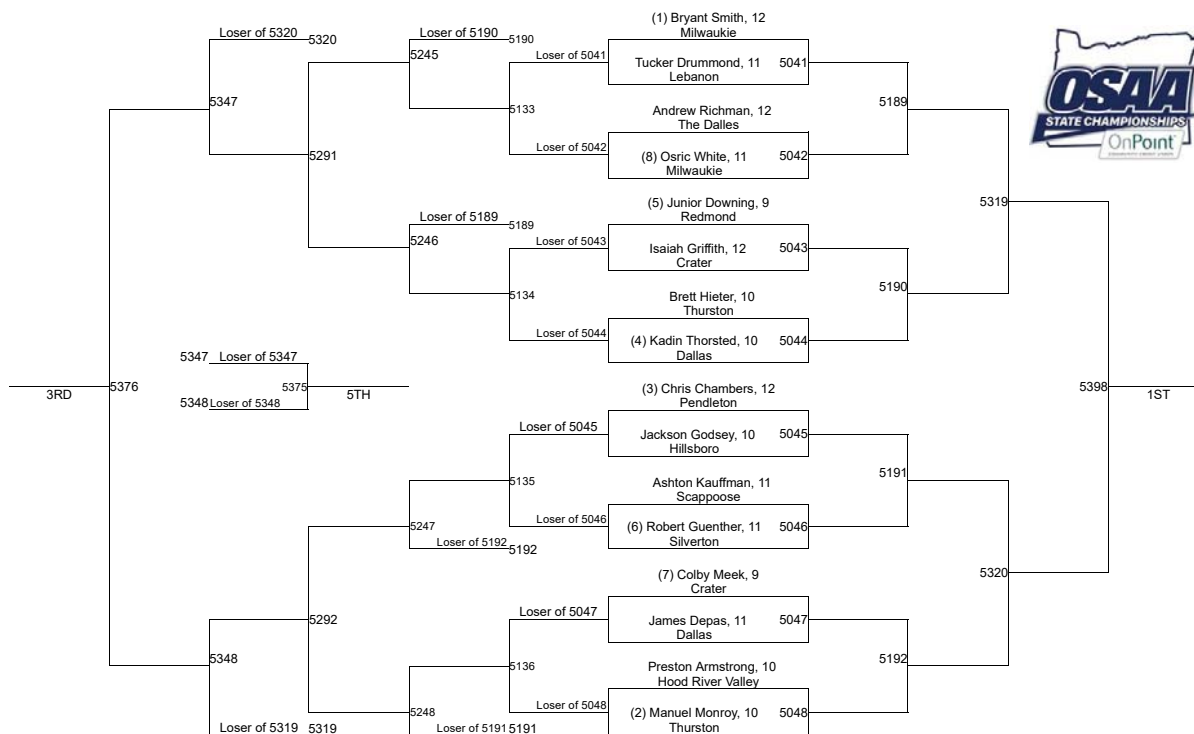 (1) Bryant Smith, 12
Milwaukie
Loser of 5320 5320
Loser of 5190 5190
5245
Loser of 5041
Tucker Drummond, 11 5041
Lebanon
OSAA
STATE CHAMPIONSHIPS
OnPoint
5347
5133
5189
Andrew Richman, 12
The Dalles
5291
Loser of 5042
(8) Osric White, 11 5042
Milwaukie
(5) Junior Downing, 9
Redmond
5319
Loser of 5189 5189
5246
Loser of 5043
Isaiah Griffith, 12 5043
Crater
5134
5190
Brett Hieter, 10
Thurston
Loser of 5044
(4) Kadin Thorsted, 10 5044
Dallas
5347 Loser of 5347
3RD
5376
5375
5TH
5348 Loser of 5348
(3) Chris Chambers, 12
Pendleton
5398
1ST
Loser of 5045
Jackson Godsey, 10 5045
Hillsboro
5135
5191
Ashton Kauffman, 11
Scappoose
5247
Loser of 5046
(6) Robert Guenther, 11 5046
Silverton
Loser of 5192 5192
(7) Colby Meek, 9
Crater
5320
5292
Loser of 5047
James Depas, 11 5047
Dallas
5348
5136
5192
Preston Armstrong, 10
Hood River Valley
5248
Loser of 5048
(2) Manuel Monroy, 10 5048
Thurston
Loser of 5319 5319
Loser of 5191 5191